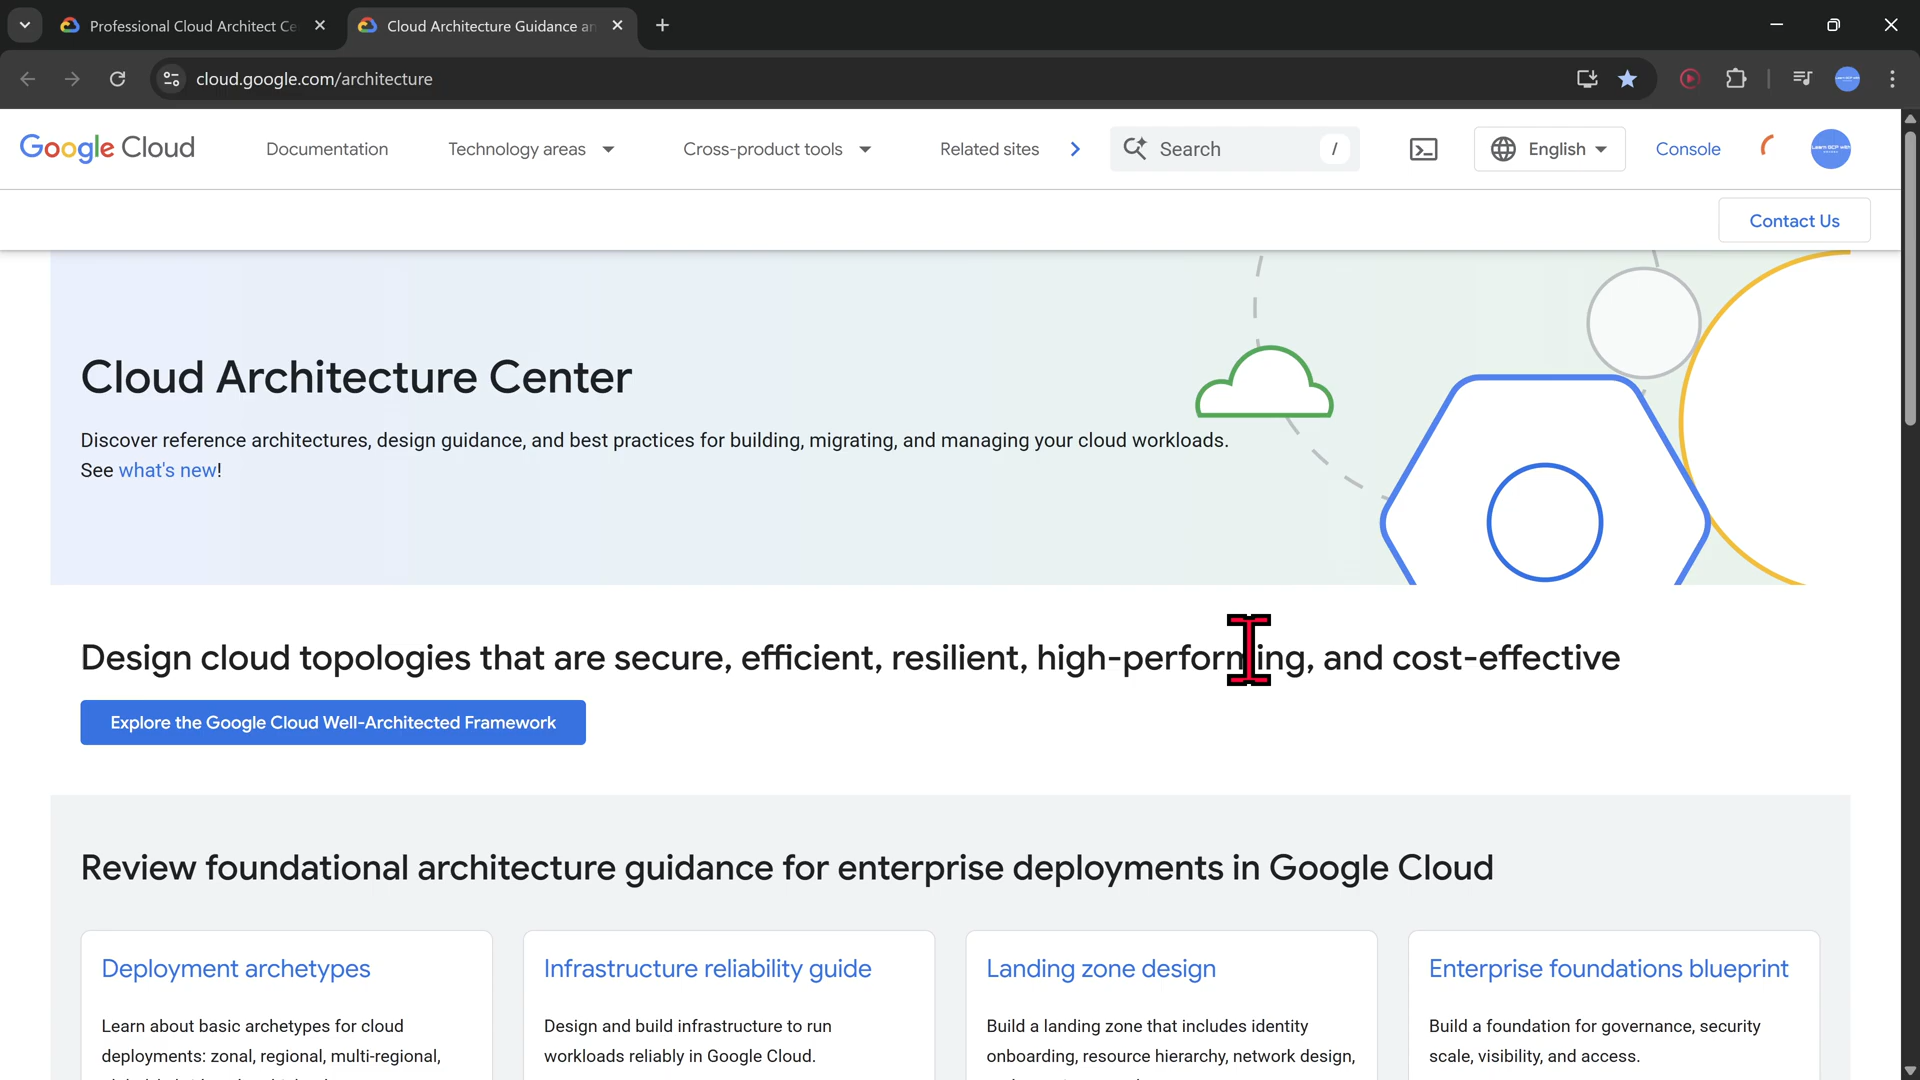 Professional Cloud Architect Ce
Cloud Architecture Guidance an
cloud.google.com/architecture
Google Cloud
Documentation
Technology areas
Cross-product tools
Related sites
Search
/
English
Console
Contact Us
Cloud Architecture Center
Discover reference architectures, design guidance, and best practices for building, migrating, and managing your cloud workloads.
See what's new!
Design cloud topologies that are secure, efficient, resilient, high-performing, and cost-effective
Explore the Google Cloud Well-Architected Framework
Review foundational architecture guidance for enterprise deployments in Google Cloud
Deployment archetypes
Learn about basic archetypes for cloud
deployments: zonal, regional, multi-regional,
Infrastructure reliability guide
Design and build infrastructure to run
workloads reliably in Google Cloud.
Landing zone design
Build a landing zone that includes identity
onboarding, resource hierarchy, network design,
Enterprise foundations blueprint
Build a foundation for governance, security
scale, visibility, and access.